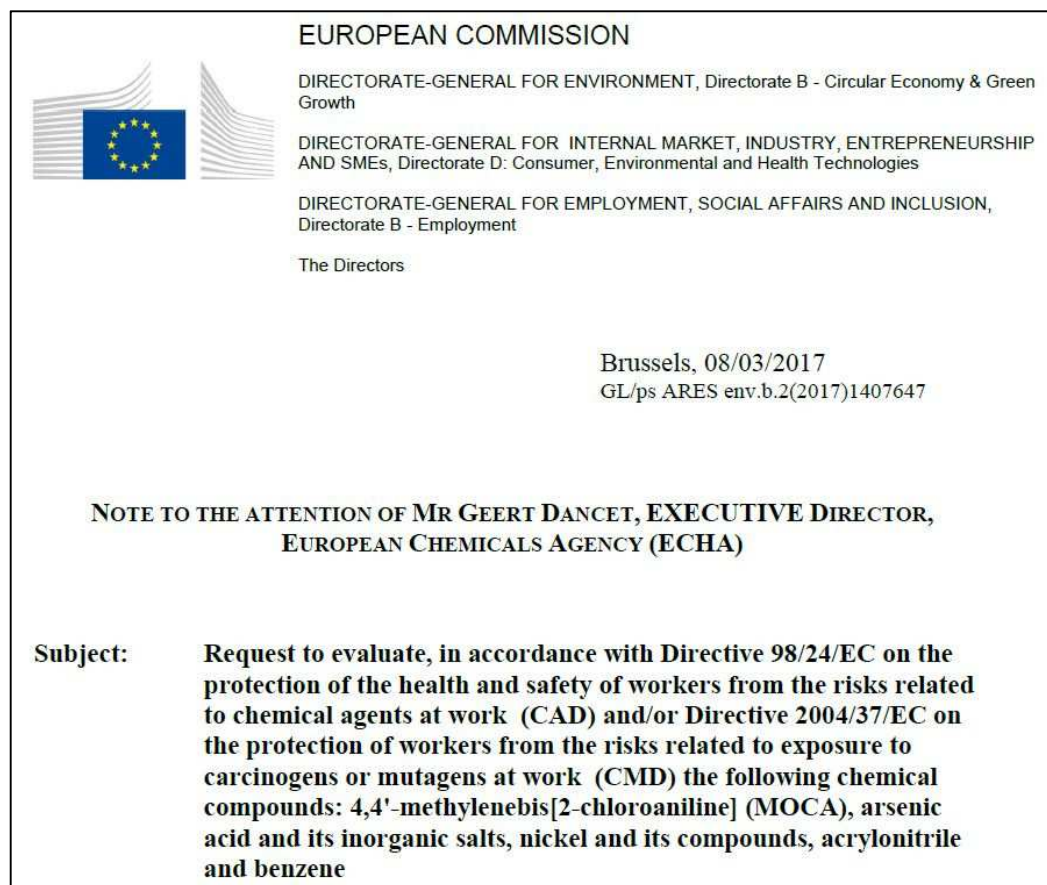 EUROPEAN COMMISSION
DIRECTORATE-GENERAL FOR ENVIRONMENT, Directorate B - Circular Economy & Green
Growth
DIRECTORATE-GENERAL FOR INTERNAL MARKET, INDUSTRY, ENTREPRENEURSHIP
AND SMEs, Directorate D: Consumer, Environmental and Health Technologies
DIRECTORATE-GENERAL FOR EMPLOYMENT, SOCIAL AFFAIRS AND INCLUSION,
Directorate B - Employment
The Directors
Brussels, 08/03/2017
GL/ps ARES env.b.2(2017)1407647
NOTE TO THE ATTENTION OF MR GEERT DANCET, EXECUTIVE DIRECTOR,
EUROPEAN CHEMICALS AGENCY (ECHA)
Subject: Request to evaluate, in accordance with Directive 98/24/EC on the
protection of the health and safety of workers from the risks related
to chemical agents at work (CAD) and/or Directive 2004/37/EC on
the protection of workers from the risks related to exposure to
carcinogens or mutagens at work (CMD) the following chemical
compounds: 4,4'-methylenebis[2-chloroaniline] (MOCA), arsenic
acid and its inorganic salts, nickel and its compounds, acrylonitrile
and benzene